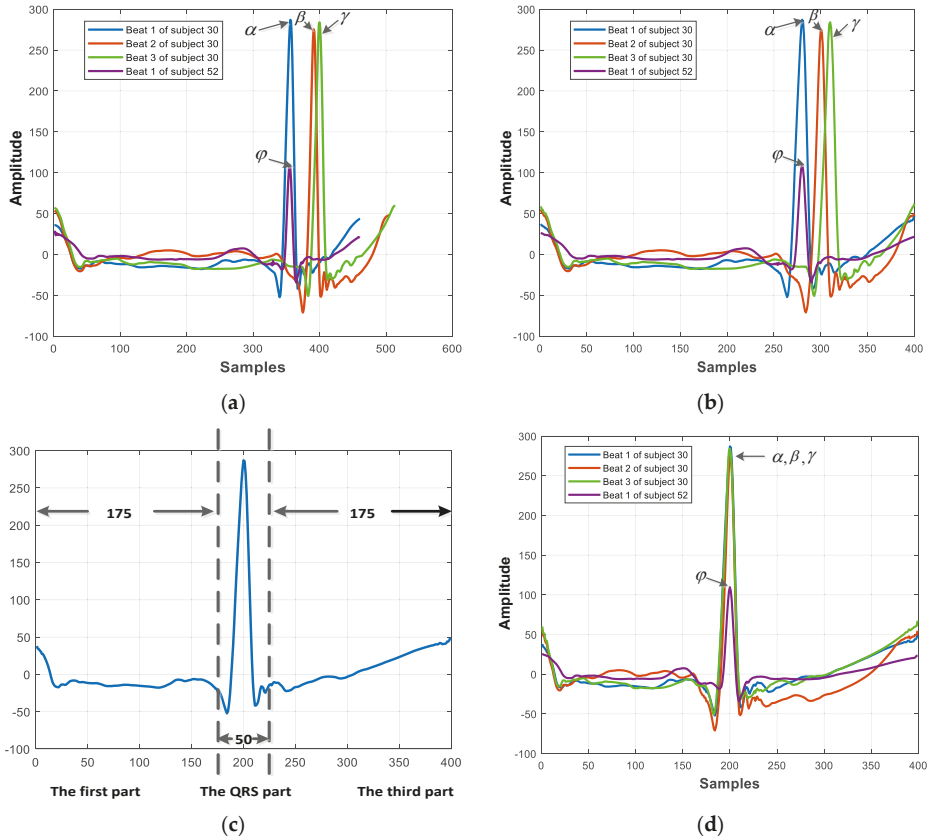 300
250
200
150
100
50
0
-50
-100
0
100
200
300
400
500
600
Amplitude
Samples
Beat 1 of subject 30
Beat 2 of subject 30
Beat 3 of subject 30
Beat 1 of subject 52
α
β
γ
φ
(a)
300
250
200
150
100
50
0
-50
-100
0
50
100
150
200
250
300
350
400
Amplitude
Samples
Beat 1 of subject 30
Beat 2 of subject 30
Beat 3 of subject 30
Beat 1 of subject 52
α
β
γ
φ
(b)
300
250
200
150
100
50
0
-50
-100
175
175
50
0
50
100
150
200
250
300
350
400
The first part
The QRS part
The third part
(c)
300
250
200
150
100
50
0
-50
-100
0
50
100
150
200
250
300
350
400
Amplitude
Samples
Beat 1 of subject 30
Beat 2 of subject 30
Beat 3 of subject 30
Beat 1 of subject 52
α, β, γ
φ
(d)